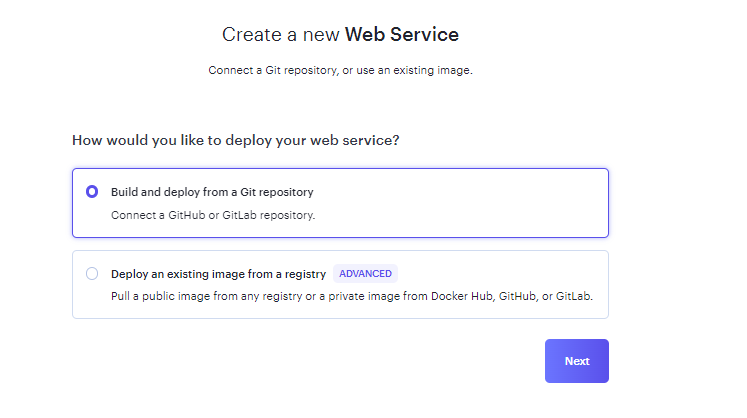 Create a new Web Service
Connect a Git repository, or use an existing image.
How would you like to deploy your web service?
Build and deploy from a Git repository
Connect a GitHub or GitLab repository.
Deploy an existing image from a registry ADVANCED
Pull a public image from any registry or a private image from Docker Hub, GitHub, or GitLab.
Next